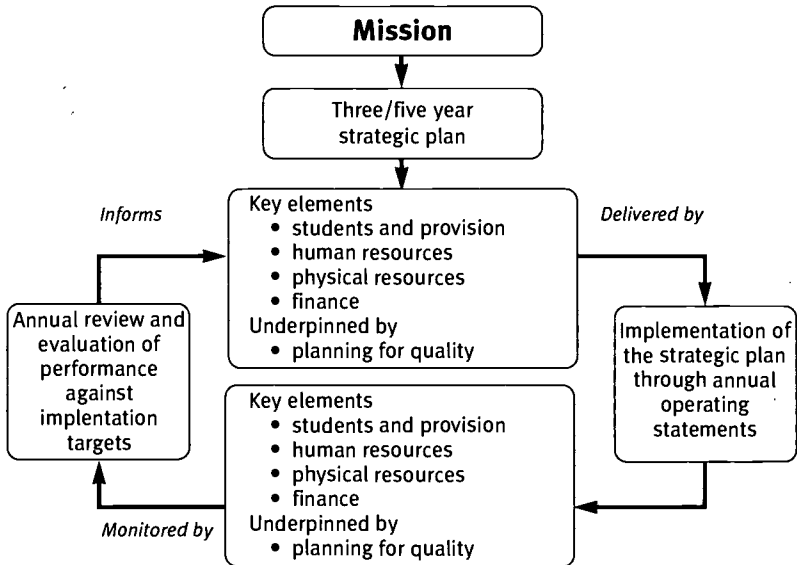 Mission
Three/five year
strategic plan
Informs
Key elements
• students and provision
• human resources
• physical resources
• finance
Underpinned by
• planning for quality
Delivered by
Annual review and
evaluation of
performance
against
implentation
targets
Implementation of
the strategic plan
through annual
operating
statements
Key elements
• students and provision
• human resources
• physical resources
• finance
Underpinned by
• planning for quality
Monitored by